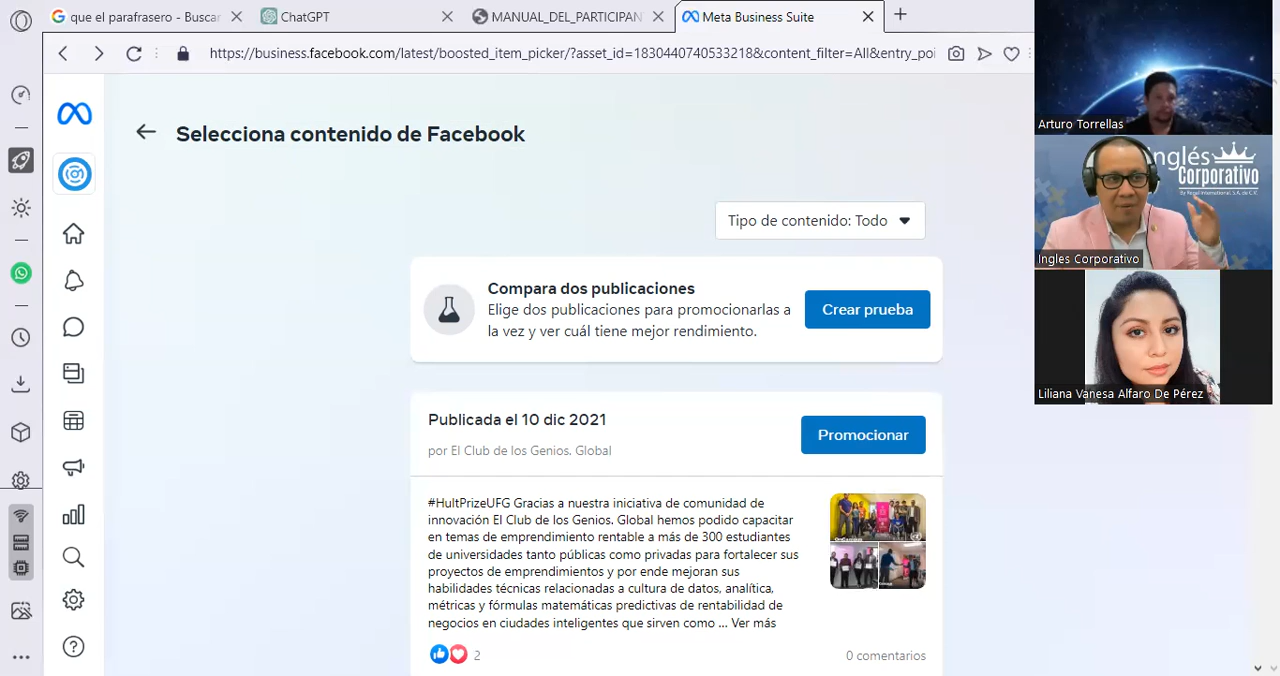 que el parafrasero - Buscar
ChatGPT
MANUAL_DEL_PARTICIPAN
Meta Business Suite
https://business.facebook.com/latest/boosted_item_picker/?asset_id=1830440740533218&content_filter=All&entry_poi
Selecciona contenido de Facebook
Tipo de contenido: Todo
Compara dos publicaciones
Elige dos publicaciones para promocionarlas a
la vez y ver cuál tiene mejor rendimiento.
Crear prueba
Publicada el 10 dic 2021
por El Club de los Genios. Global
Promocionar
#HultPrizeUFG Gracias a nuestra iniciativa de comunidad de
innovación El Club de los Genios. Global hemos podido capacitar
en temas de emprendimiento rentable a más de 300 estudiantes
de universidades tanto públicas como privadas para fortalecer sus
proyectos de emprendimientos y por ende mejoran sus
habilidades técnicas relacionadas a cultura de datos, analítica,
métricas y fórmulas matemáticas predictivas de rentabilidad de
negocios en ciudades inteligentes que sirven como ... Ver más
2
0 comentarios
Arturo Torrellas
inglés
Corporativo
By Regal International, S.A. de C.V.
Ingles Corporativo
Liliana Vanesa Alfaro De Pérez